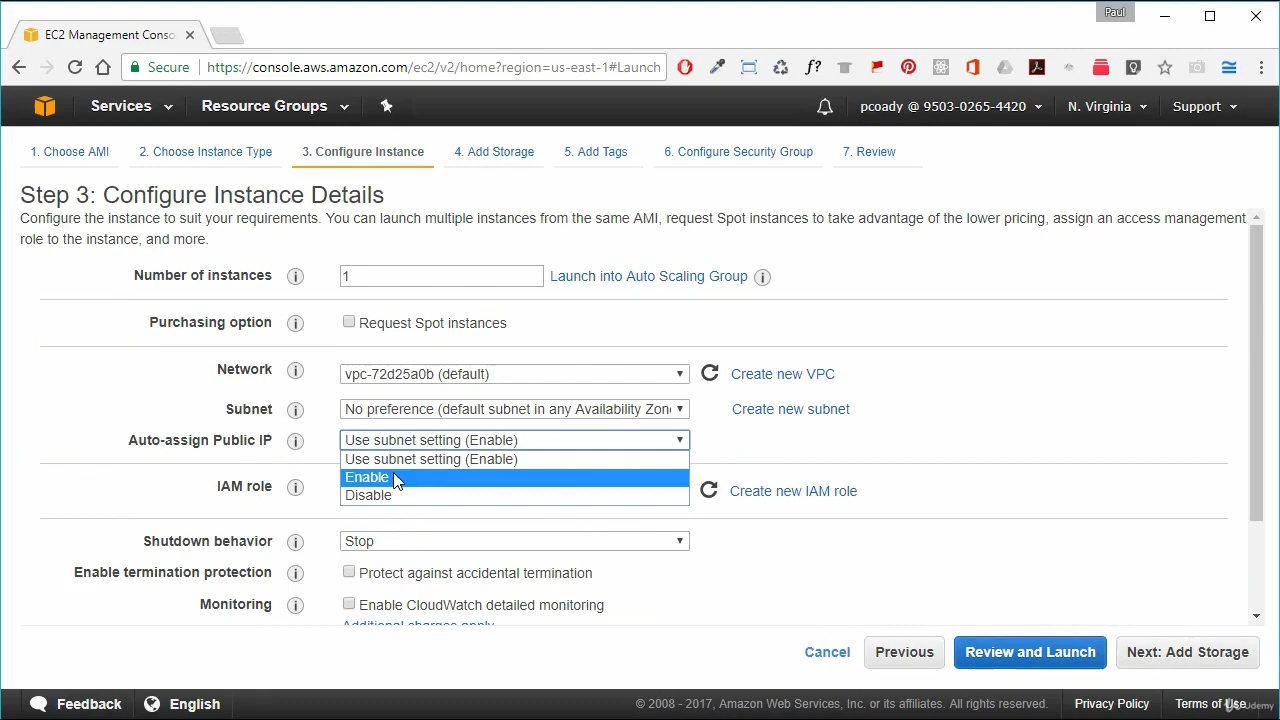 Paul
EC2 Management Conso
Secure https://console.aws.amazon.com/ec2/v2/home?region=us-east-1#Launch
f?
Services Resource Groups pcoady @ 9503-0265-4420 N. Virginia Support
1. Choose AMI 2. Choose Instance Type 3. Configure Instance 4. Add Storage 5. Add Tags 6. Configure Security Group 7. Review
Step 3: Configure Instance Details
Configure the instance to suit your requirements. You can launch multiple instances from the same AMI, request Spot instances to take advantage of the lower pricing, assign an access management
role to the instance, and more.
Number of instances i 1 Launch into Auto Scaling Group i
Purchasing option i Request Spot instances
Network i vpc-72d25a0b (default) Create new VPC
Subnet i No preference (default subnet in any Availability Zon Create new subnet
Auto-assign Public IP i Use subnet setting (Enable)
Use subnet setting (Enable)
Enable
Disable
IAM role i Create new IAM role
Shutdown behavior i Stop
Enable termination protection i Protect against accidental termination
Monitoring i Enable CloudWatch detailed monitoring
Additional charges apply.
Cancel Previous Review and Launch Next: Add Storage
Feedback English © 2008 - 2017, Amazon Web Services, Inc. or its affiliates. All rights reserved. Privacy Policy Terms of Use
Udemy